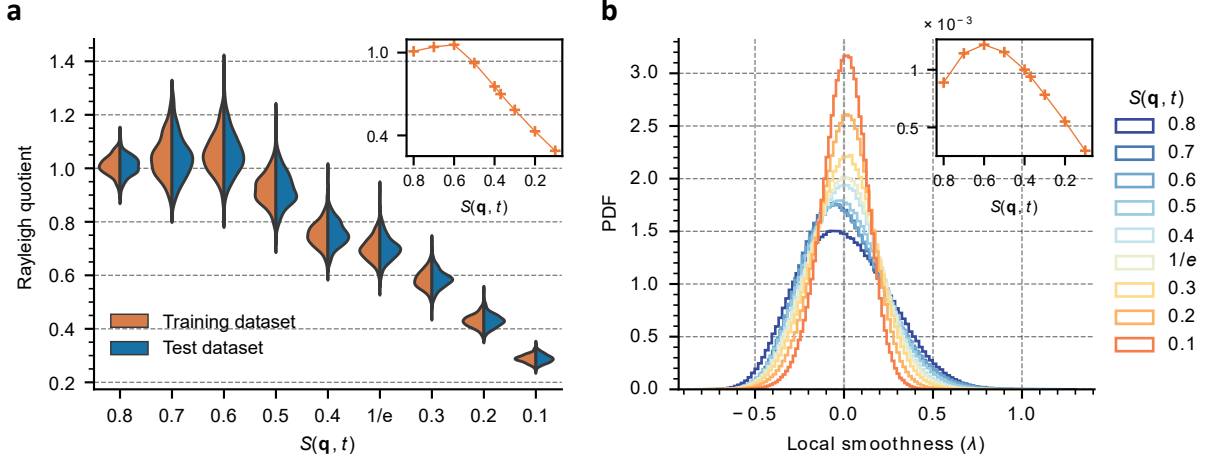 a
Rayleigh quotient
1.4
1.2
1.0
0.8
0.6
0.4
0.2
0.8 0.7 0.6 0.5 0.4 1/e 0.3 0.2 0.1
S(q, t)
Training dataset
Test dataset
1.0
0.4
0.8 0.6 0.4 0.2
S(q, t)
b
PDF
3.0
2.5
2.0
1.5
1.0
0.5
0.0
−0.5 0.0 0.5 1.0
Local smoothness (λ)
× 10⁻³
1
0.5
0.8 0.6 0.4 0.2
S(q, t)
S(q, t)
0.8
0.7
0.6
0.5
0.4
1/e
0.3
0.2
0.1